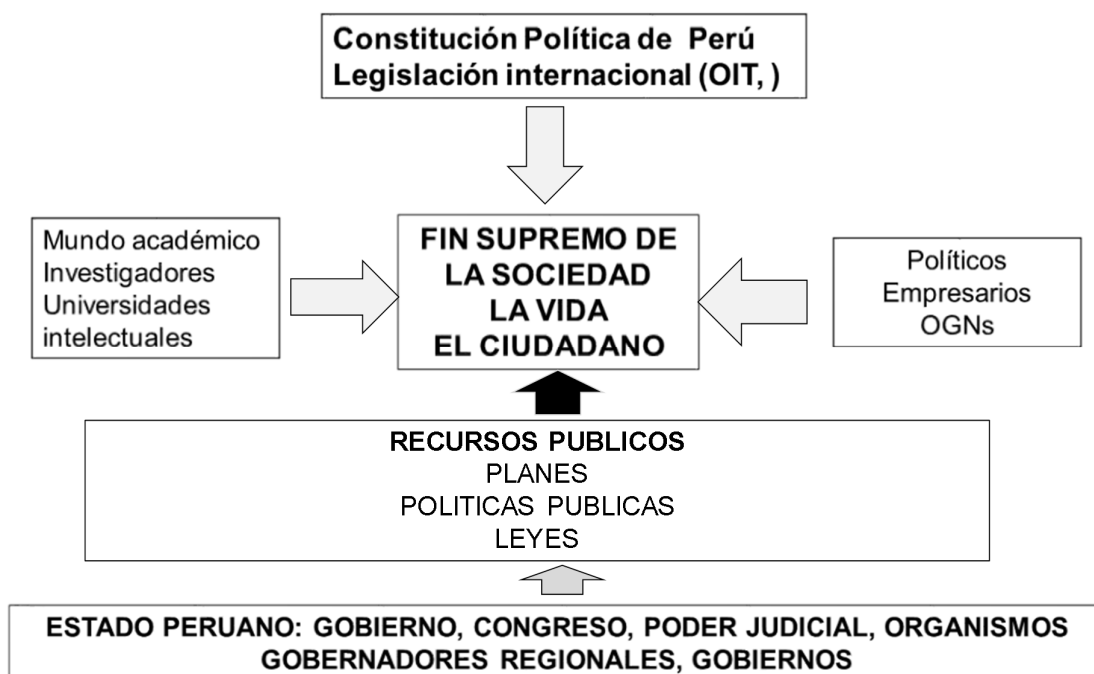 Constitución Política de Perú
Legislación internacional (OIT, )
Mundo académico
Investigadores
Universidades
intelectuales
FIN SUPREMO DE
LA SOCIEDAD
LA VIDA
EL CIUDADANO
Políticos
Empresarios
OGNs
RECURSOS PUBLICOS
PLANES
POLITICAS PUBLICAS
LEYES
ESTADO PERUANO: GOBIERNO, CONGRESO, PODER JUDICIAL, ORGANISMOS
GOBERNADORES REGIONALES, GOBIERNOS